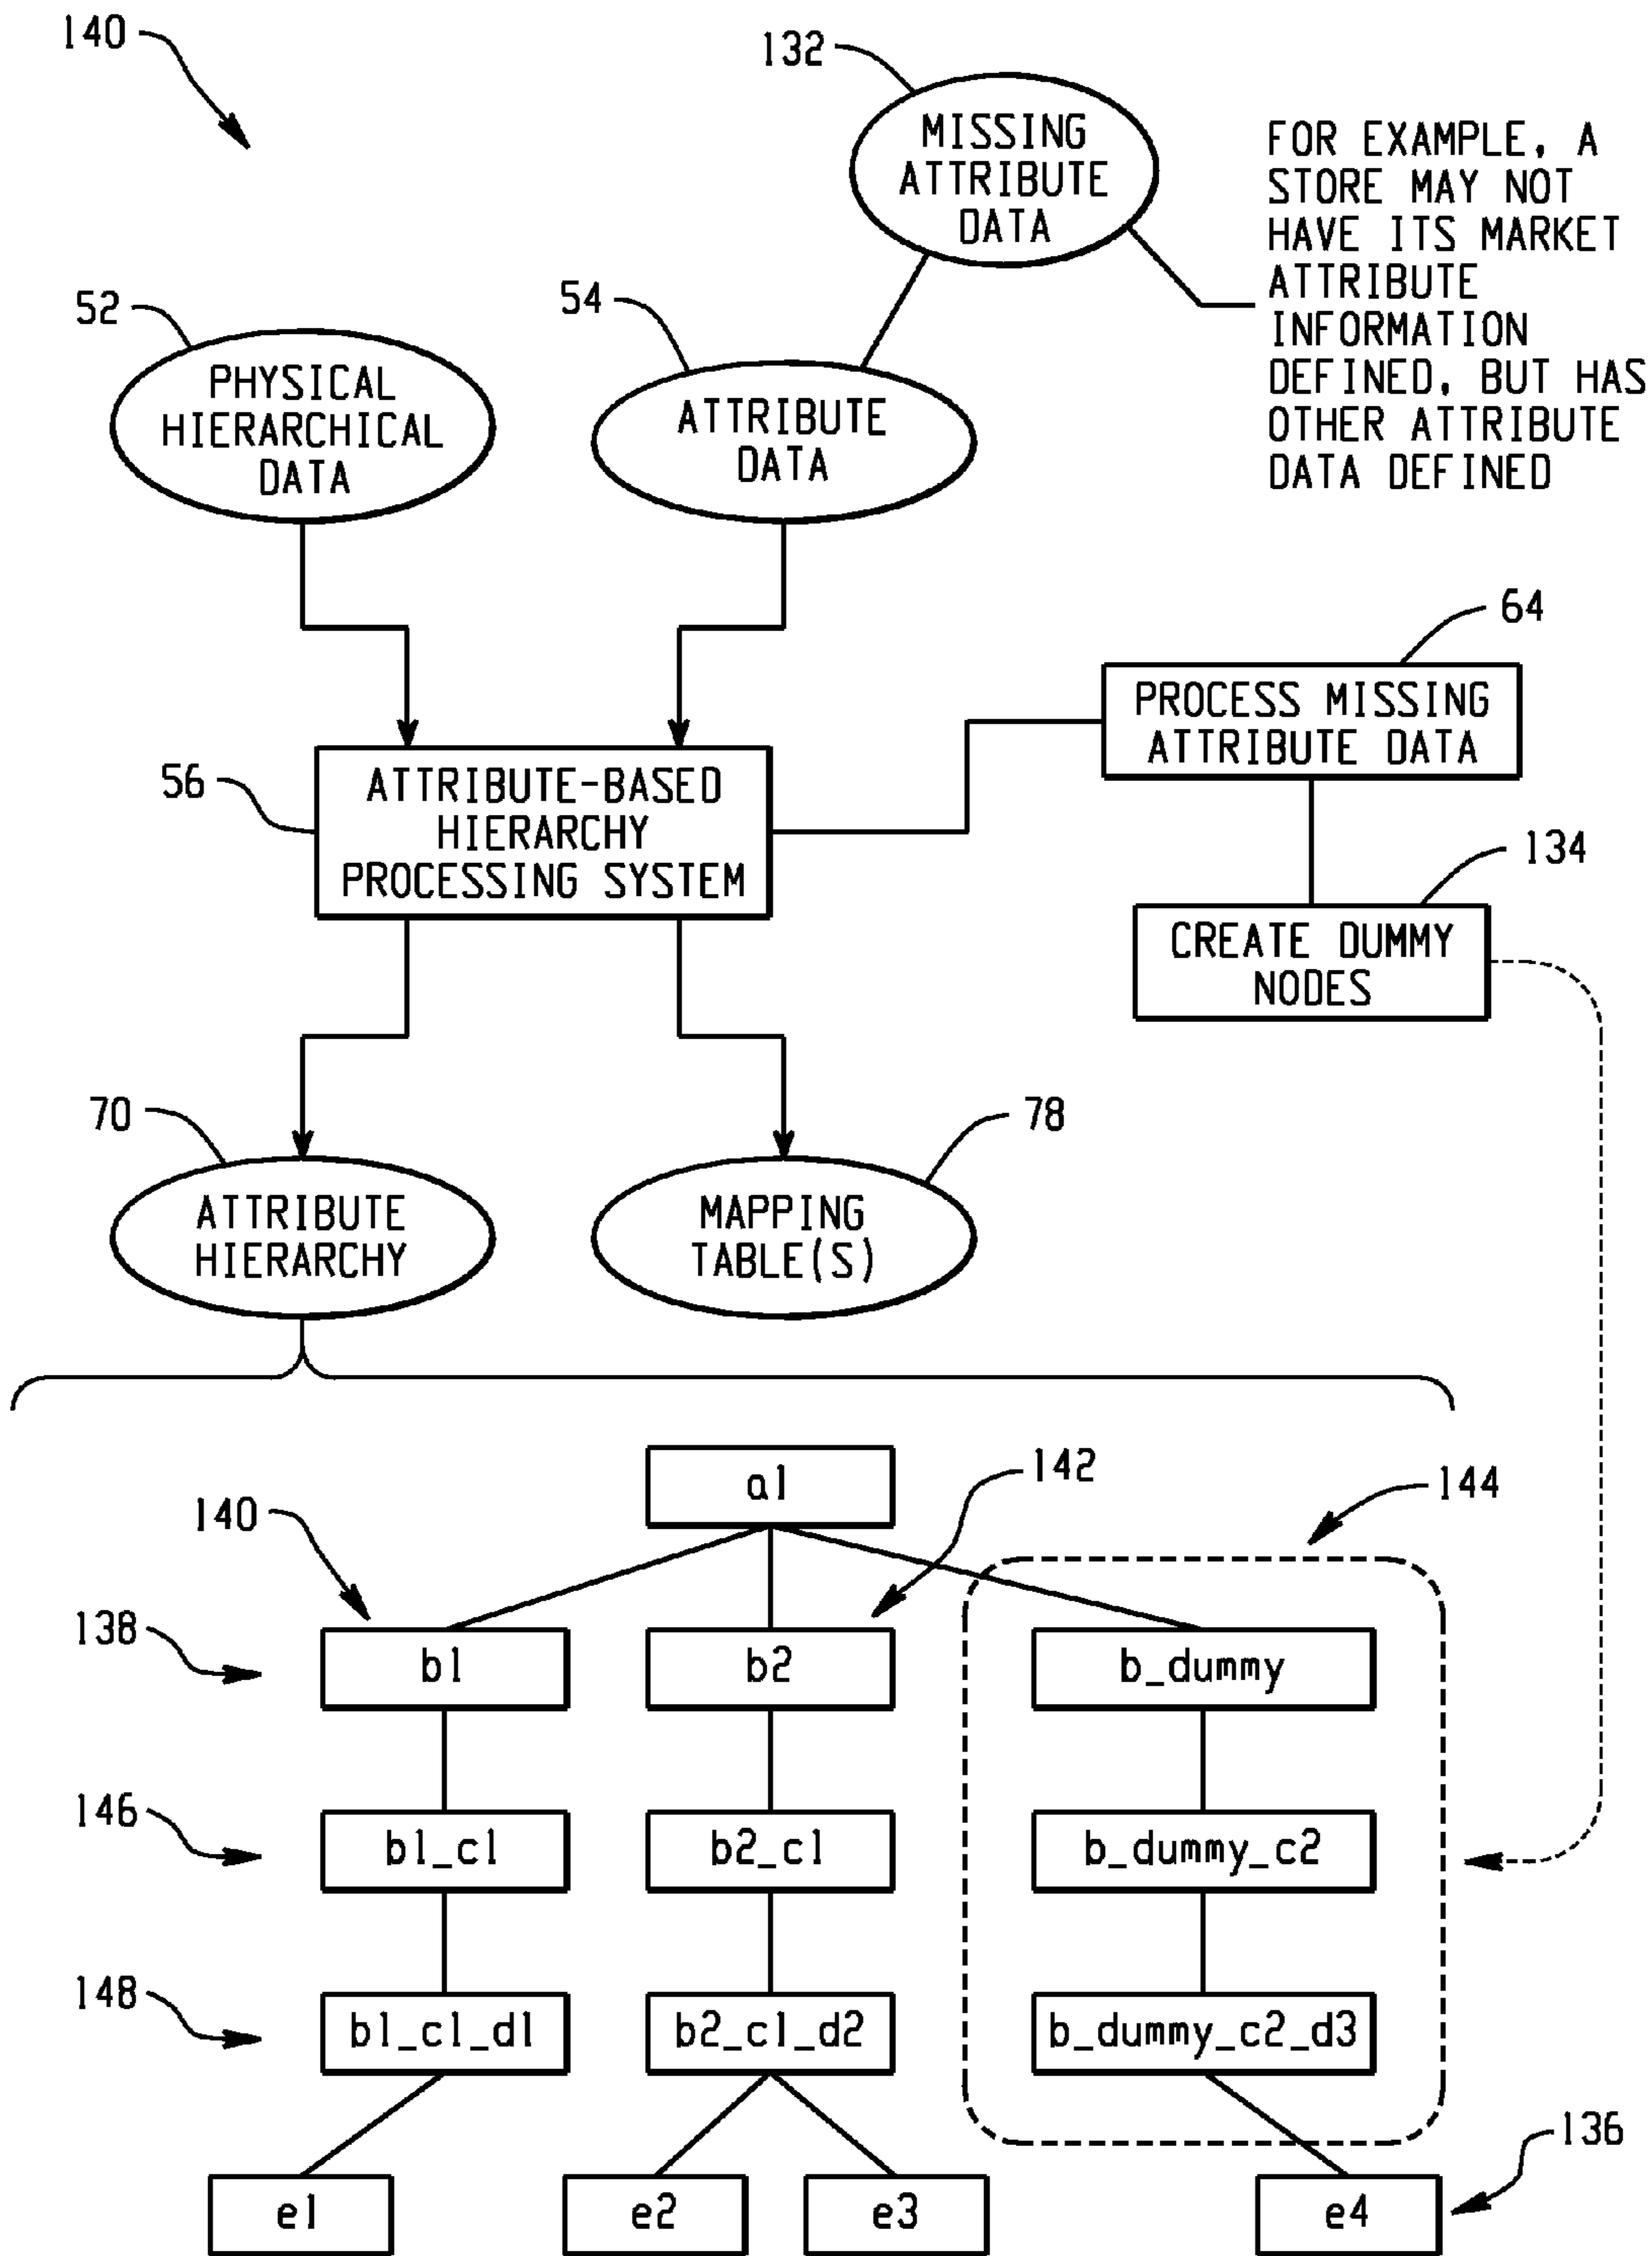 140
132
MISSING
ATTRIBUTE
DATA
FOR EXAMPLE, A
STORE MAY NOT
HAVE ITS MARKET
ATTRIBUTE
INFORMATION
DEFINED, BUT HAS
OTHER ATTRIBUTE
DATA DEFINED
52
PHYSICAL
HIERARCHICAL
DATA
54
ATTRIBUTE
DATA
64
PROCESS MISSING
ATTRIBUTE DATA
56
ATTRIBUTE-BASED
HIERARCHY
PROCESSING SYSTEM
134
CREATE DUMMY
NODES
70
ATTRIBUTE
HIERARCHY
78
MAPPING
TABLE(S)
a1
140
142
144
138
b1
b2
b_dummy
146
b1_c1
b2_c1
b_dummy_c2
148
b1_c1_d1
b2_c1_d2
b_dummy_c2_d3
136
e1
e2
e3
e4